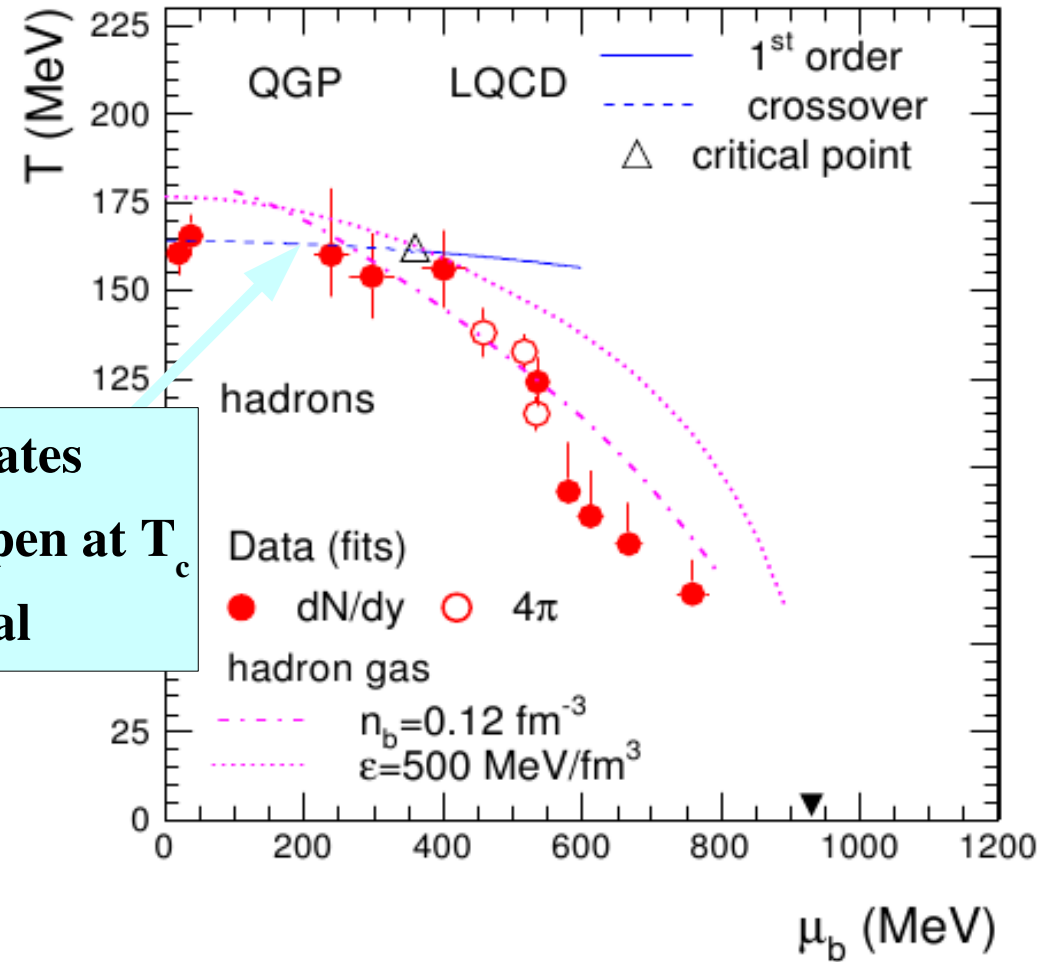 T (MeV)
225
200
175
150
125
25
0
QGP LQCD
1st order
crossover
critical point
hadrons
ates
pen at Tc
al
Data (fits)
dN/dy 4π
hadron gas
nb=0.12 fm-3
ε=500 MeV/fm3
0 200 400 600 800 1000 1200
μb (MeV)